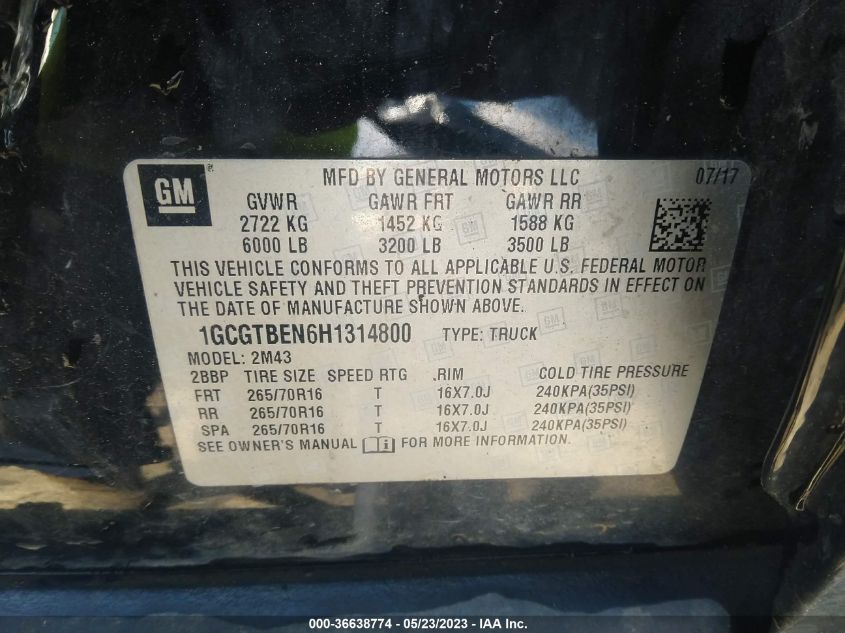 GM
MFD BY GENERAL MOTORS LLC 07/17
GVWR GAWR FRT GAWR RR
2722 KG 1452 KG 1588 KG
6000 LB 3200 LB 3500 LB
THIS VEHICLE CONFORMS TO ALL APPLICABLE U.S. FEDERAL MOTOR
VEHICLE SAFETY AND THEFT PREVENTION STANDARDS IN EFFECT ON
THE DATE OF MANUFACTURE SHOWN ABOVE.
1GCGTBEN6H1314800 TYPE: TRUCK
MODEL: 2M43
2BBP TIRE SIZE SPEED RTG .RIM COLD TIRE PRESSURE
FRT 265/70R16 T 16X7.0J 240KPA(35PSI)
RR 265/70R16 T 16X7.0J 240KPA(35PSI)
SPA 265/70R16 T 16X7.0J 240KPA(35PSI)
SEE OWNER'S MANUAL FOR MORE INFORMATION.
000-36638774 — 05/23/2023 — IAA Inc.